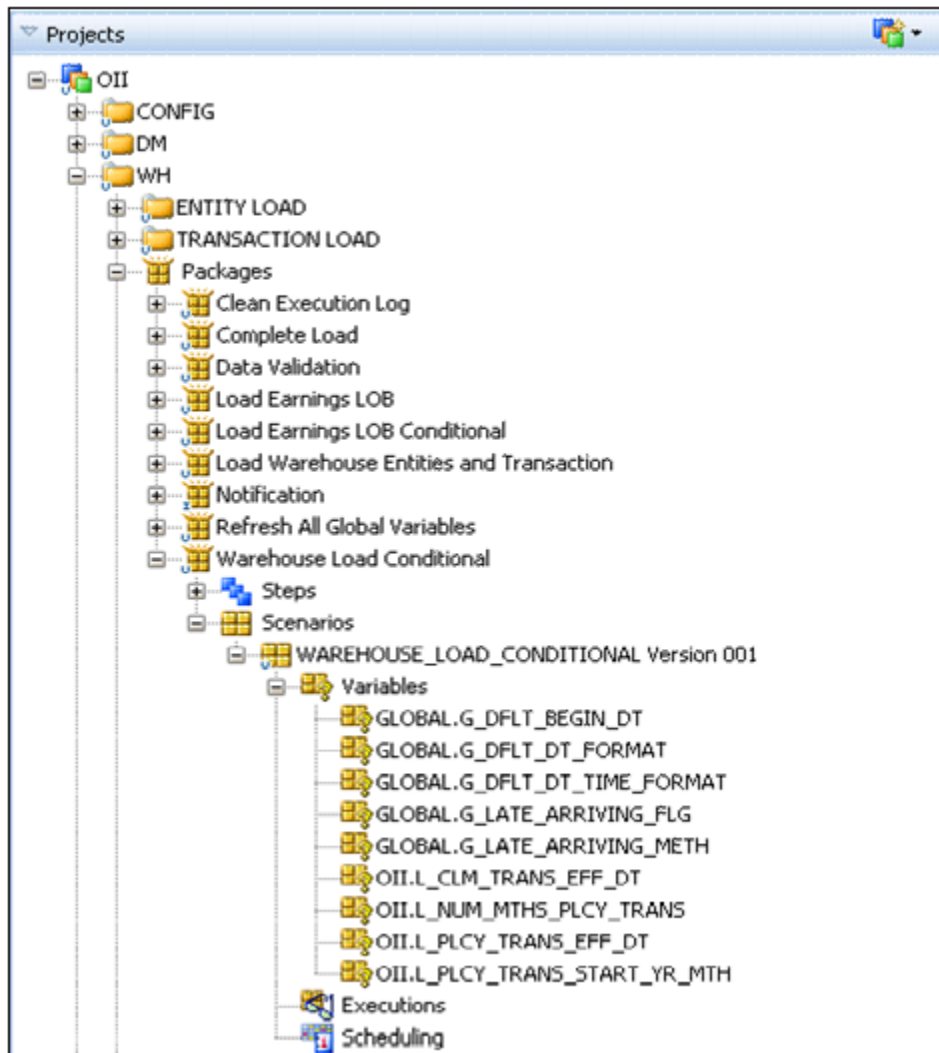 Projects
OII
CONFIG
DM
WH
ENTITY LOAD
TRANSACTION LOAD
Packages
Clean Execution Log
Complete Load
Data Validation
Load Earnings LOB
Load Earnings LOB Conditional
Load Warehouse Entities and Transaction
Notification
Refresh All Global Variables
Warehouse Load Conditional
Steps
Scenarios
WAREHOUSE_LOAD_CONDITIONAL Version 001
Variables
GLOBAL.G_DFLT_BEGIN_DT
GLOBAL.G_DFLT_DT_FORMAT
GLOBAL.G_DFLT_DT_TIME_FORMAT
GLOBAL.G_LATE_ARRIVING_FLG
GLOBAL.G_LATE_ARRIVING_METH
OII.L_CLM_TRANS_EFF_DT
OII.L_NUM_MTHS_PLCY_TRANS
OII.L_PLCY_TRANS_EFF_DT
OII.L_PLCY_TRANS_START_YR_MTH
Executions
Scheduling